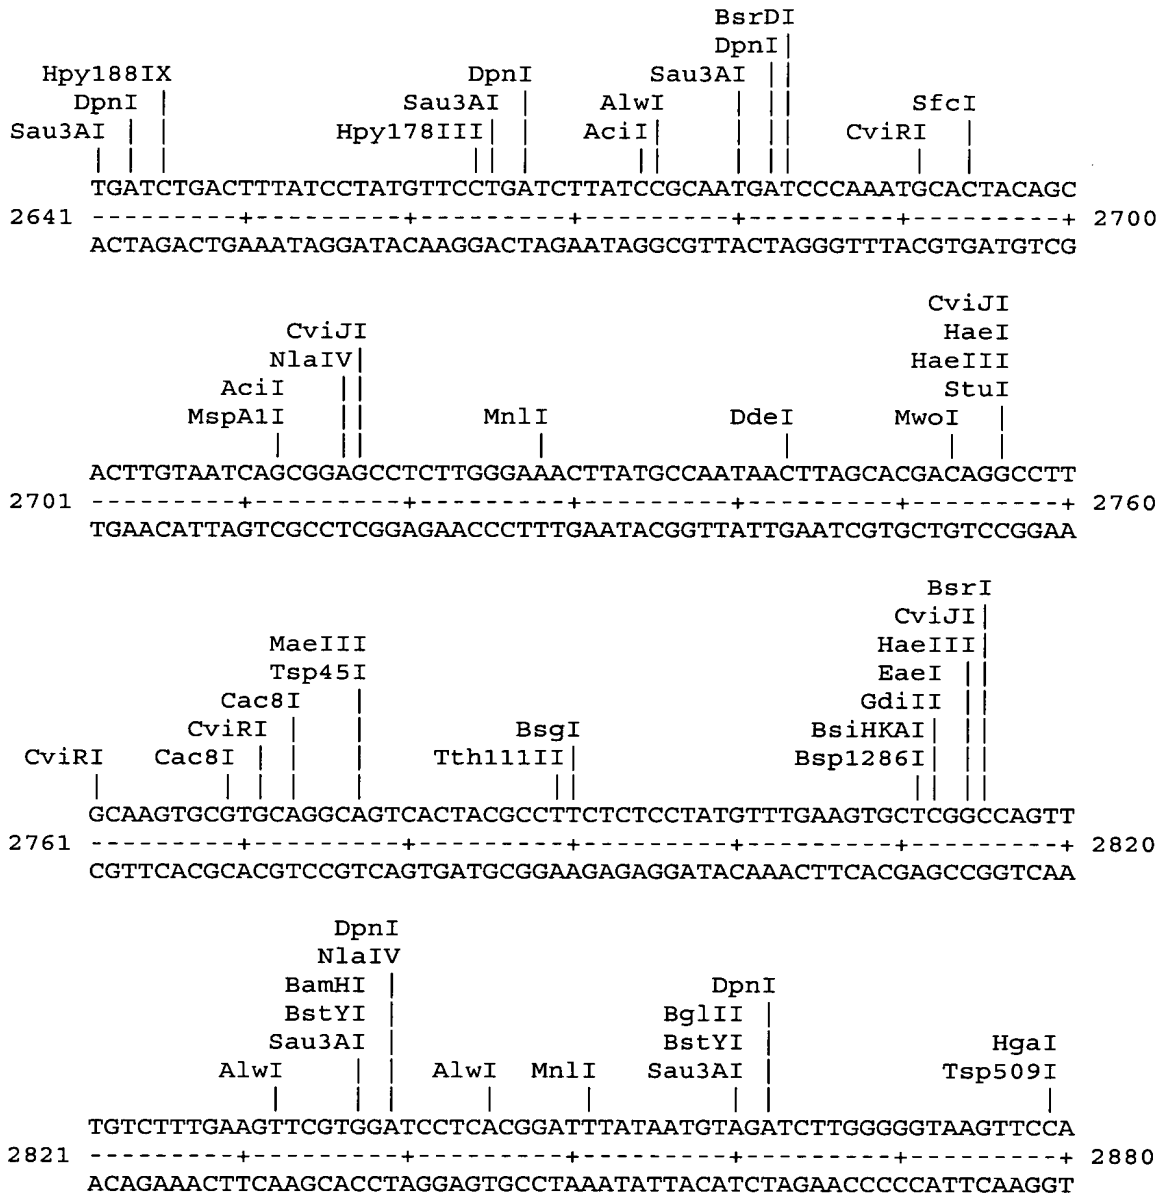 BsrDI
DpnI
Hpy188IX DpnI Sau3AI
DpnI Sau3AI AlwI SfcI
Sau3AI Hpy178III AciI CviRI
TGATCTGACTTTATCCTATGTTCCTGATCTTATCCGCAATGATCCCAAATGCACTACAGC
2641 ---------+---------+---------+---------+---------+---------+ 2700
ACTAGACTGAAATAGGATACAAGGACTAGAATAGGCGTTACTAGGGTTTACGTGATGTCG
CviJI
CviJI HaeI
NlaIV HaeIII
AciI StuI
MspA1I MnlI DdeI MwoI
ACTTGTAATCAGCGGAGCCTCTTGGGAAACTTATGCCAATAACTTAGCACGACAGGCCTT
2701 ---------+---------+---------+---------+---------+---------+ 2760
TGAACATTAGTCGCCTCGGAGAACCCTTTGAATACGGTTATTGAATCGTGCTGTCCGGAA
BsrI
CviJI
MaeIII HaeIII
Tsp45I EaeI
Cac8I GdiII
CviRI BsgI BsiHKAI
CviRI Cac8I Tth111II Bsp1286I
GCAAGTGCGTGCAGGCAGTCACTACGCCTTCTCTCCTATGTTTGAAGTGCTCGGCCAGTT
2761 ---------+---------+---------+---------+---------+---------+ 2820
CGTTCACGCACGTCCGTCAGTGATGCGGAAGAGAGGATACAAACTTCACGAGCCGGTCAA
DpnI
NlaIV
BamHI DpnI
BstYI BglII
Sau3AI BstYI HgaI
AlwI AlwI MnlI Sau3AI Tsp509I
TGTCTTTGAAGTTCGTGGATCCTCACGGATTTATAATGTAGATCTTGGGGGTAAGTTCCA
2821 ---------+---------+---------+---------+---------+---------+ 2880
ACAGAAACTTCAAGCACCTAGGAGTGCCTAAATATTACATCTAGAACCCCCATTCAAGGT